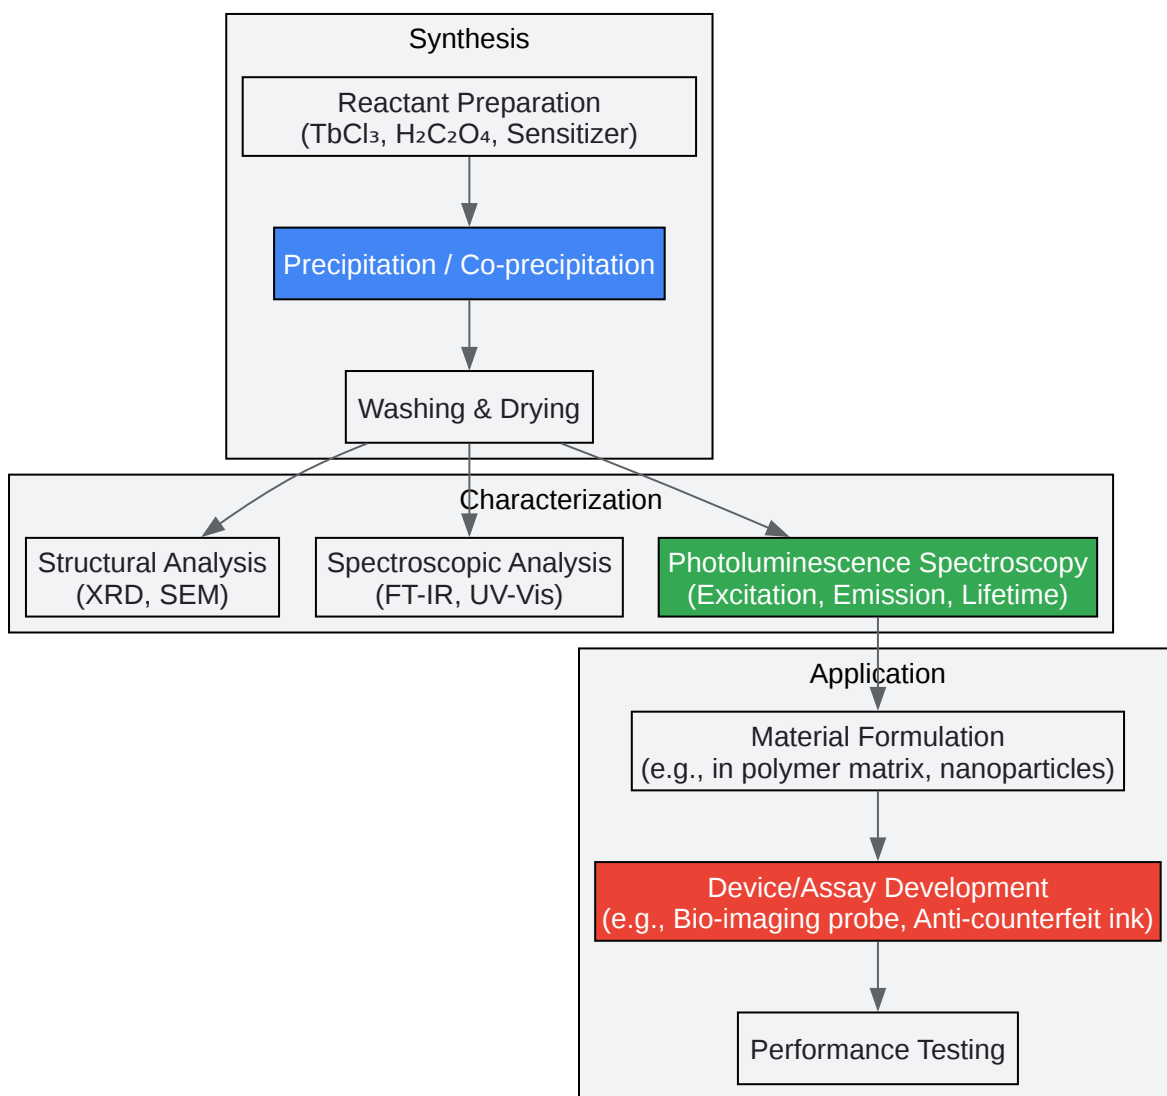 Synthesis
Reactant Preparation
(TbCl₃, H₂C₂O₄, Sensitizer)
Precipitation / Co-precipitation
Washing & Drying
Characterization
Structural Analysis
(XRD, SEM)
Spectroscopic Analysis
(FT-IR, UV-Vis)
Photoluminescence Spectroscopy
(Excitation, Emission, Lifetime)
Application
Material Formulation
(e.g., in polymer matrix, nanoparticles)
Device/Assay Development
(e.g., Bio-imaging probe, Anti-counterfeit ink)
Performance Testing